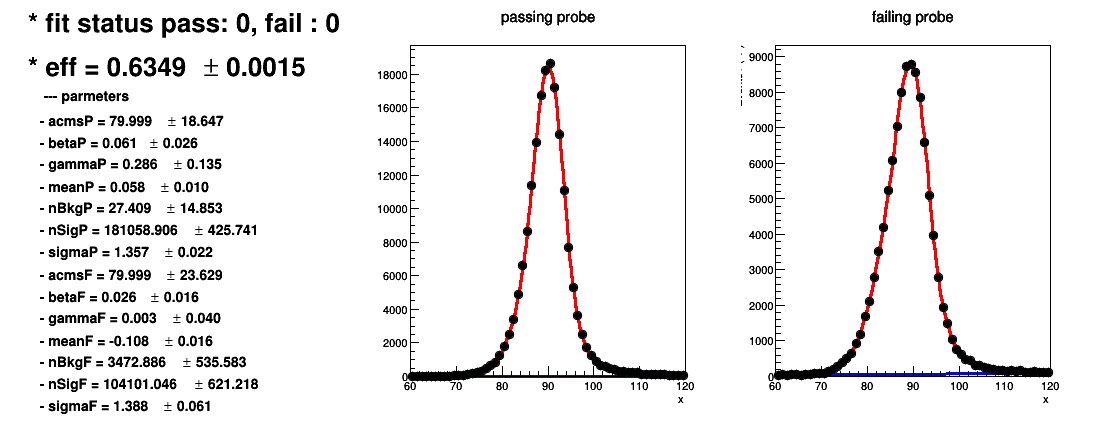 * fit status pass: 0, fail : 0
* eff = 0.6349 ± 0.0015
--- parmeters
- acmsP = 79.999 ± 18.647
- betaP = 0.061 ± 0.026
- gammaP = 0.286 ± 0.135
- meanP = 0.058 ± 0.010
- nBkgP = 27.409 ± 14.853
- nSigP = 181058.906 ± 425.741
- sigmaP = 1.357 ± 0.022
- acmsF = 79.999 ± 23.629
- betaF = 0.026 ± 0.016
- gammaF = 0.003 ± 0.040
- meanF = -0.108 ± 0.016
- nBkgF = 3472.886 ± 535.583
- nSigF = 104101.046 ± 621.218
- sigmaF = 1.388 ± 0.061
passing probe
18000
16000
14000
12000
10000
8000
6000
4000
2000
0
60 70 80 90 100 110 120
x
failing probe
9000
8000
7000
6000
5000
4000
3000
2000
1000
0
60 70 80 90 100 110 120
x